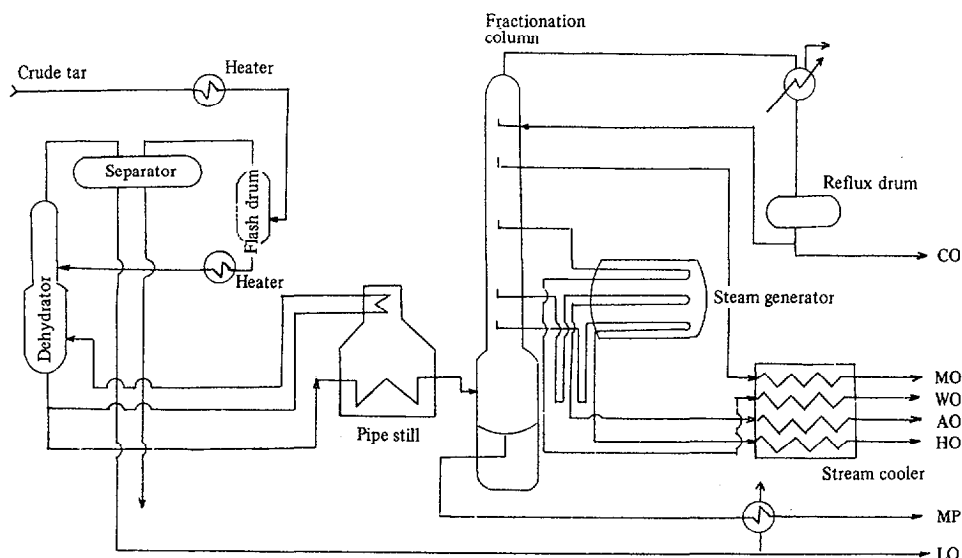 Fractionation
column
Crude tar
Heater
Separator
Flash drum
Reflux drum
CO
Heater
Dehydrator
Steam generator
MO
WO
AO
HO
Pipe still
Stream cooler
MP
LO